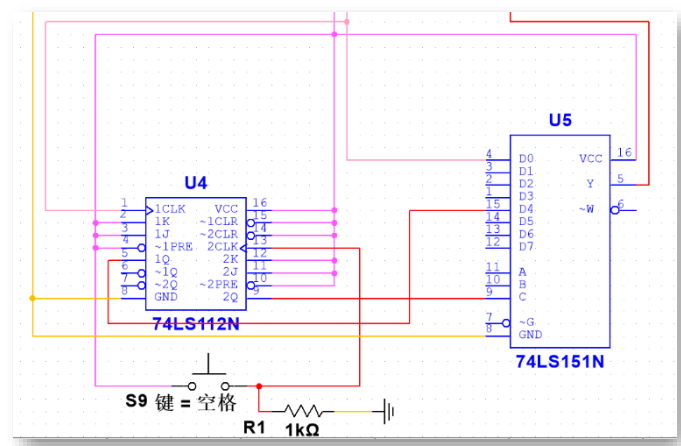 U4
1 1CLK VCC 16
2 1K ~1CLR 15
3 1J ~2CLR 14
4 ~1PRE 2CLK 13
5 1Q 2K 12
6 ~1Q 2J 11
7 ~2Q ~2PRE 10
8 GND 2Q 9
74LS112N
U5
4 D0 VCC 16
3 D1
2 D2 Y 5
1 D3
15 D4 ~W 6
14 D5
13 D6
12 D7
11 A
10 B
9 C
7 ~G
8 GND
74LS151N
S9 键 = 空格
R1 1kΩ